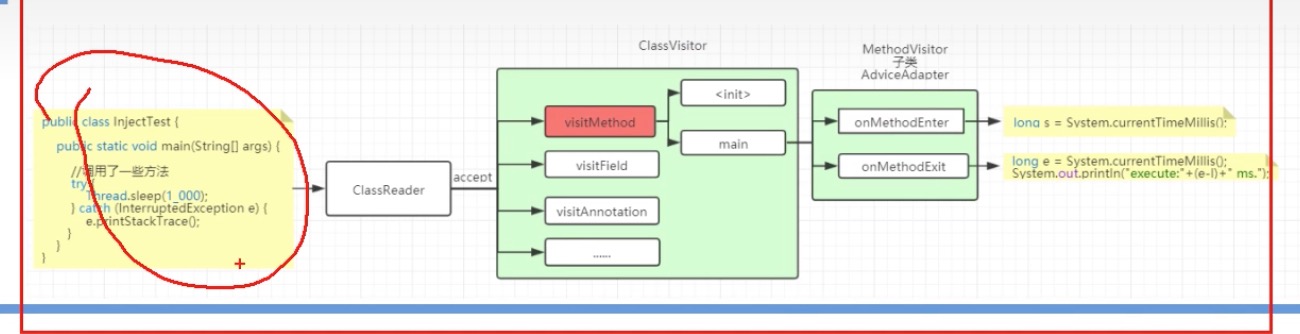 public class InjectTest {
public static void main(String[] args) {
//调用了一些方法
try{
Thread.sleep(1_000);
} catch (InterruptedException e) {
e.printStackTrace();
}
}
}
ClassReader
accept
ClassVisitor
visitMethod
visitField
visitAnnotation
......
<init>
main
MethodVisitor
子类
AdviceAdapter
onMethodEnter
onMethodExit
long s = System.currentTimeMillis();
long e = System.currentTimeMillis();
System.out.println("execute:"+(e-l)+" ms.");